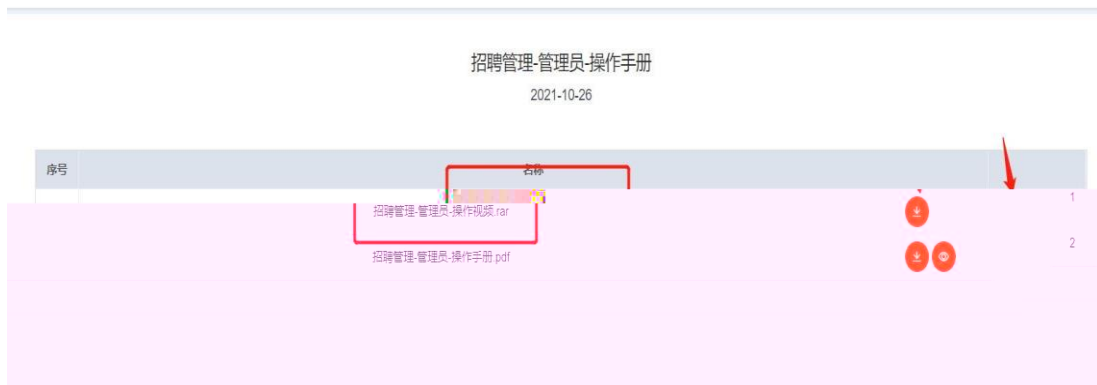 招聘管理-管理员-操作手册
2021-10-26
序号 名称
招聘管理-管理员-操作视频.rar 1
招聘管理-管理员-操作手册.pdf 2